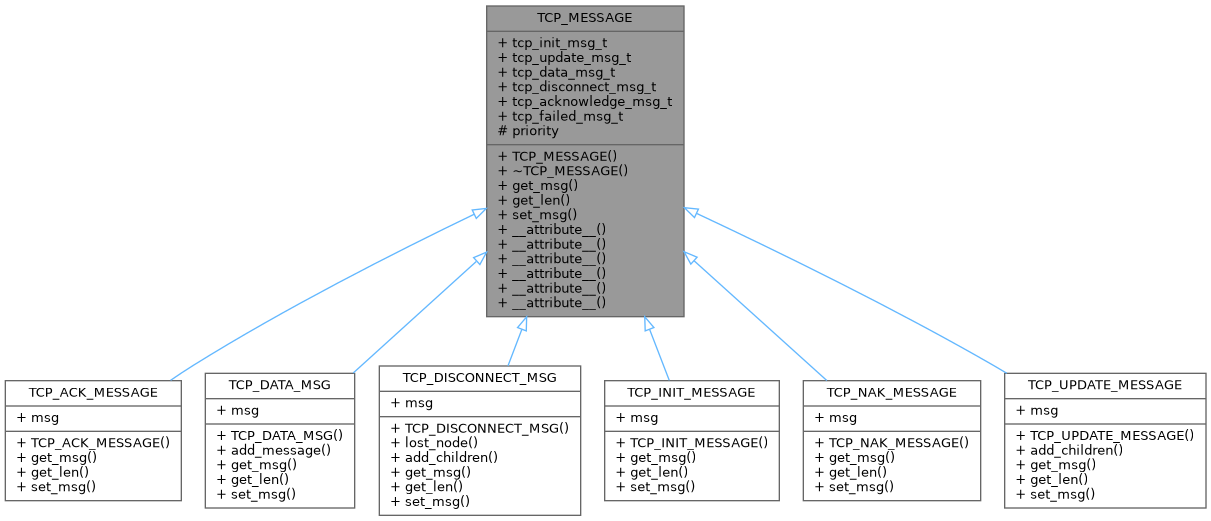 TCP_MESSAGE
+ tcp_init_msg_t
+ tcp_update_msg_t
+ tcp_data_msg_t
+ tcp_disconnect_msg_t
+ tcp_acknowledge_msg_t
+ tcp_failed_msg_t
# priority
+ TCP_MESSAGE()
+ ~TCP_MESSAGE()
+ get_msg()
+ get_len()
+ set_msg()
+ __attribute__()
+ __attribute__()
+ __attribute__()
+ __attribute__()
+ __attribute__()
+ __attribute__()
TCP_ACK_MESSAGE
+ msg
+ TCP_ACK_MESSAGE()
+ get_msg()
+ get_len()
+ set_msg()
TCP_DATA_MSG
+ msg
+ TCP_DATA_MSG()
+ add_message()
+ get_msg()
+ get_len()
+ set_msg()
TCP_DISCONNECT_MSG
+ msg
+ TCP_DISCONNECT_MSG()
+ lost_node()
+ add_children()
+ get_msg()
+ get_len()
+ set_msg()
TCP_INIT_MESSAGE
+ msg
+ TCP_INIT_MESSAGE()
+ get_msg()
+ get_len()
+ set_msg()
TCP_NAK_MESSAGE
+ msg
+ TCP_NAK_MESSAGE()
+ get_msg()
+ get_len()
+ set_msg()
TCP_UPDATE_MESSAGE
+ msg
+ TCP_UPDATE_MESSAGE()
+ add_children()
+ get_msg()
+ get_len()
+ set_msg()